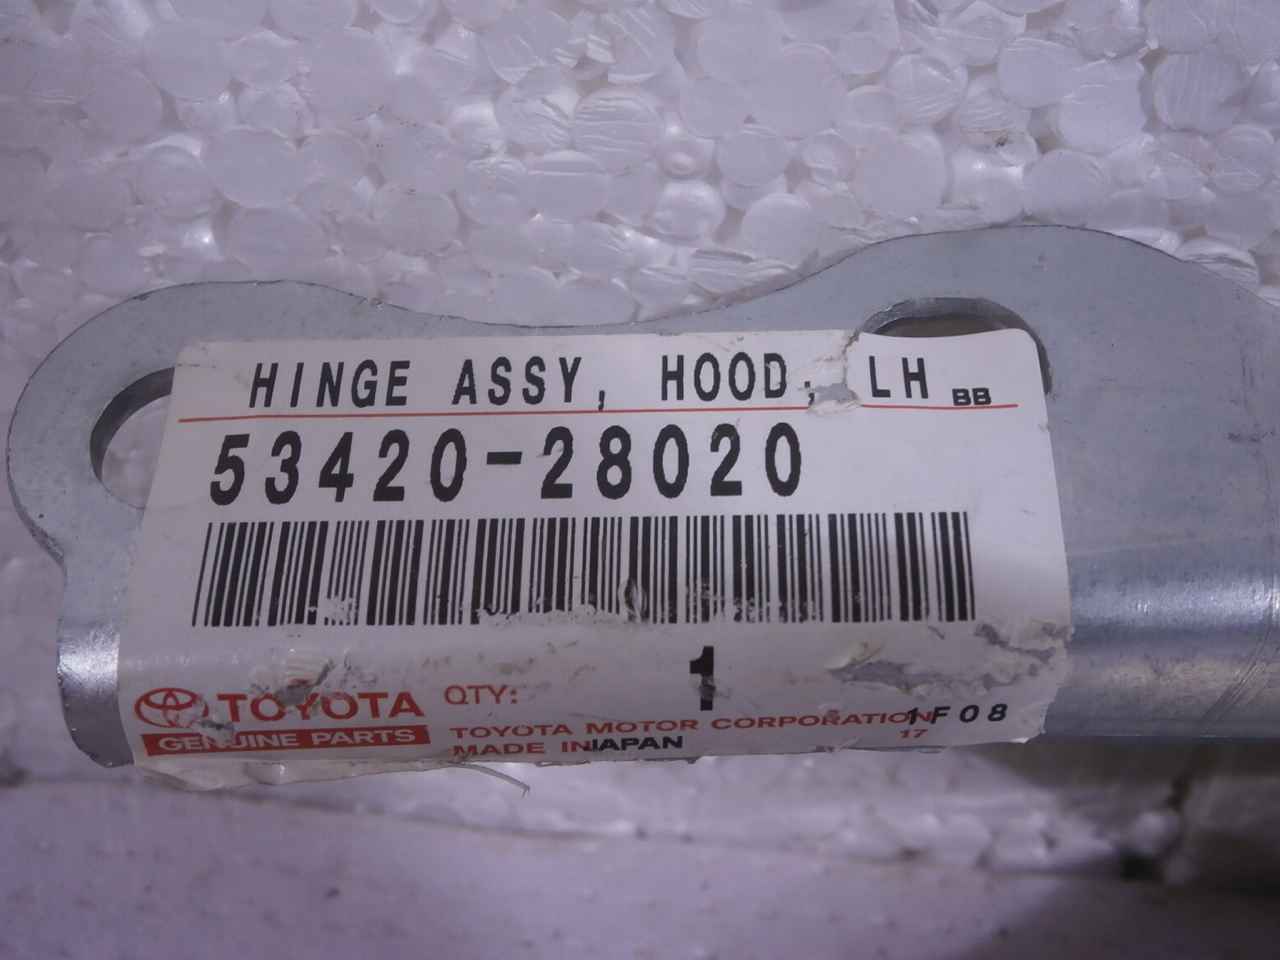 HINGE ASSY, HOOD, LH BB
53420-28020
TOYOTA QTY: 1
GENUINE PARTS
TOYOTA MOTOR CORPORATION 1F08
MADE IN JAPAN 17